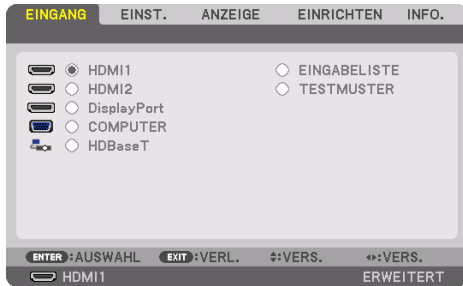 EINGANG EINST. ANZEIGE EINRICHTEN INFO.
HDMI1 EINGABELISTE
HDMI2 TESTMUSTER
DisplayPort
COMPUTER
HDBaseT
ENTER :AUSWAHL EXIT :VERL. :VERS. :VERS.
HDMI1 ERWEITERT